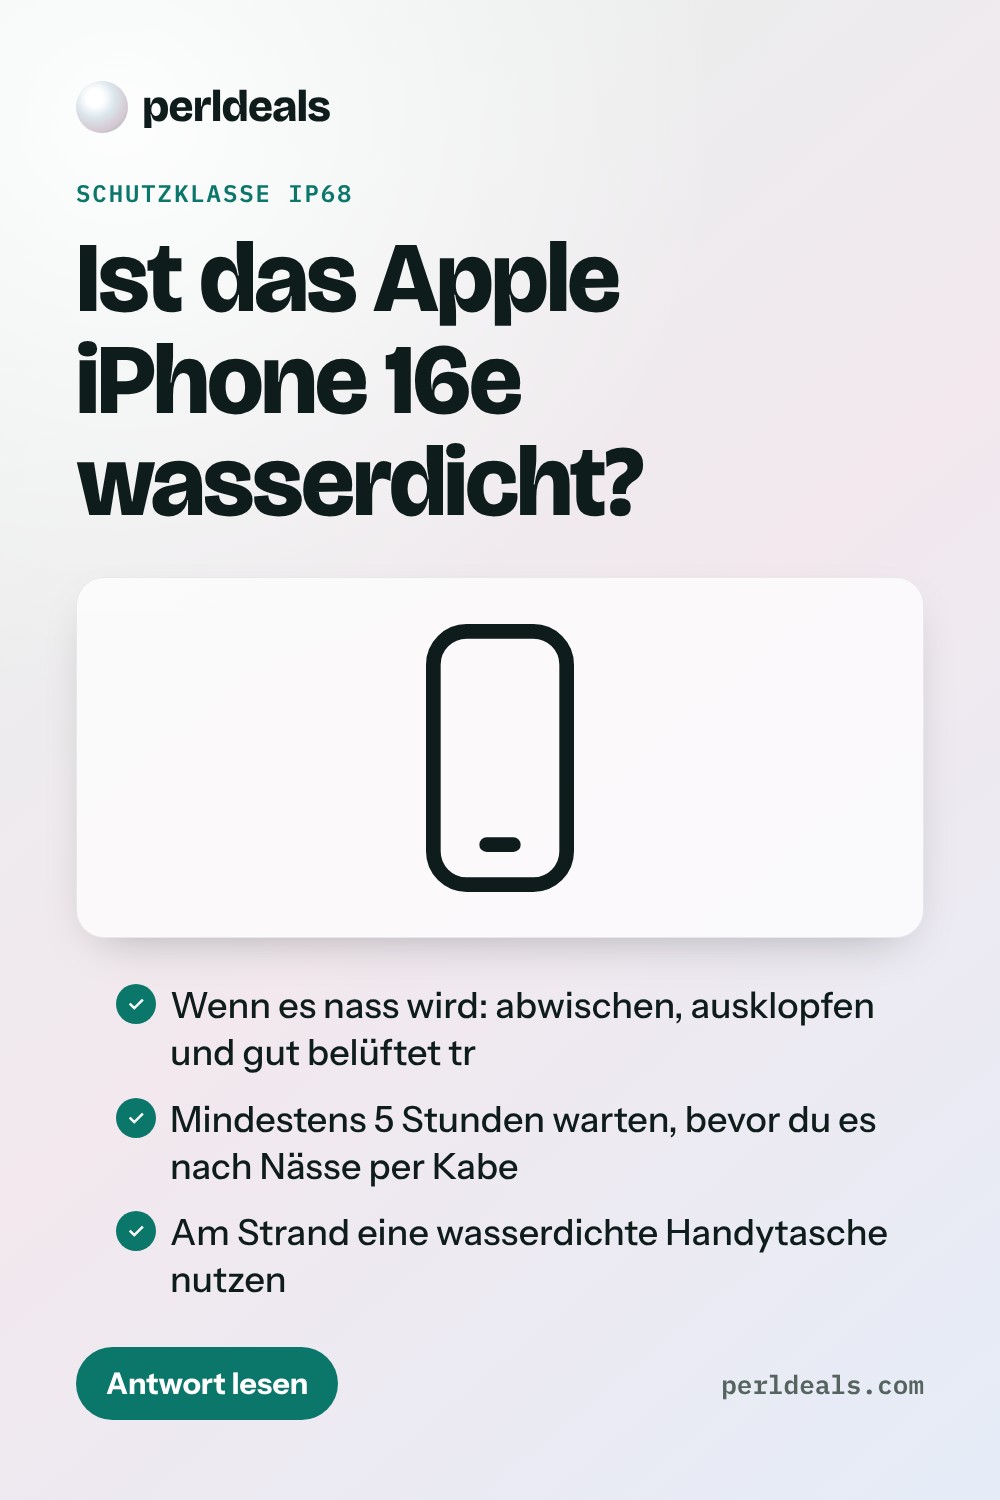 perldeals
SCHUTZKLASSE IP68
Ist das Apple
iPhone 16e
wasserdicht?
Wenn es nass wird: abwischen, ausklopfen
und gut belüftet tr
Mindestens 5 Stunden warten, bevor du es
nach Nässe per Kabe
Am Strand eine wasserdichte Handytasche
nutzen
Antwort lesen
perldeals.com